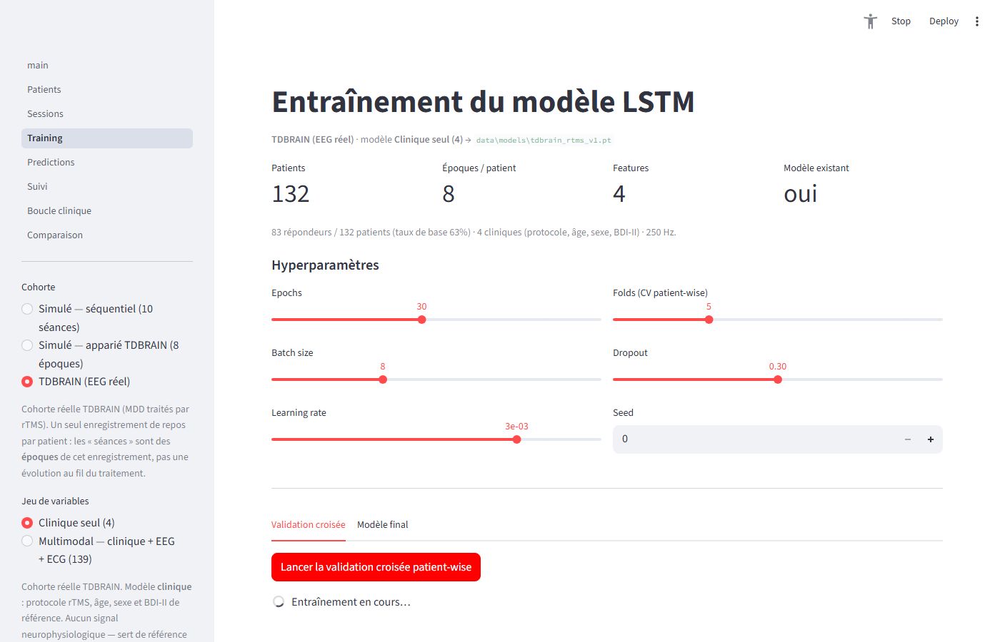 Stop
Deploy
main
Patients
Sessions
Training
Predictions
Suivi
Boucle clinique
Comparaison
Cohorte
Simulé — séquentiel (10
séances)
Simulé — apparié TDBRAIN (8
époques)
TDBRAIN (EEG réel)
Cohorte réelle TDBRAIN (MDD traités par
rTMS). Un seul enregistrement de repos
par patient : les « séances » sont des
époques de cet enregistrement, pas une
évolution au fil du traitement.
Jeu de variables
Clinique seul (4)
Multimodal — clinique + EEG
+ ECG (139)
Cohorte réelle TDBRAIN. Modèle clinique
: protocole rTMS, âge, sexe et BDI-II de
référence. Aucun signal
neurophysiologique — sert de référence
Entraînement du modèle LSTM
TDBRAIN (EEG réel) · modèle Clinique seul (4) → data\models\tdbrain_rtms_v1.pt
Patients
132
Époques / patient
8
Features
4
Modèle existant
oui
83 répondeurs / 132 patients (taux de base 63%) · 4 cliniques (protocole, âge, sexe, BDI-II) · 250 Hz.
Hyperparamètres
Epochs
30
Folds (CV patient-wise)
5
Batch size
8
Dropout
0.30
Learning rate
3e-03
Seed
0
Validation croisée
Modèle final
Lancer la validation croisée patient-wise
Entraînement en cours...